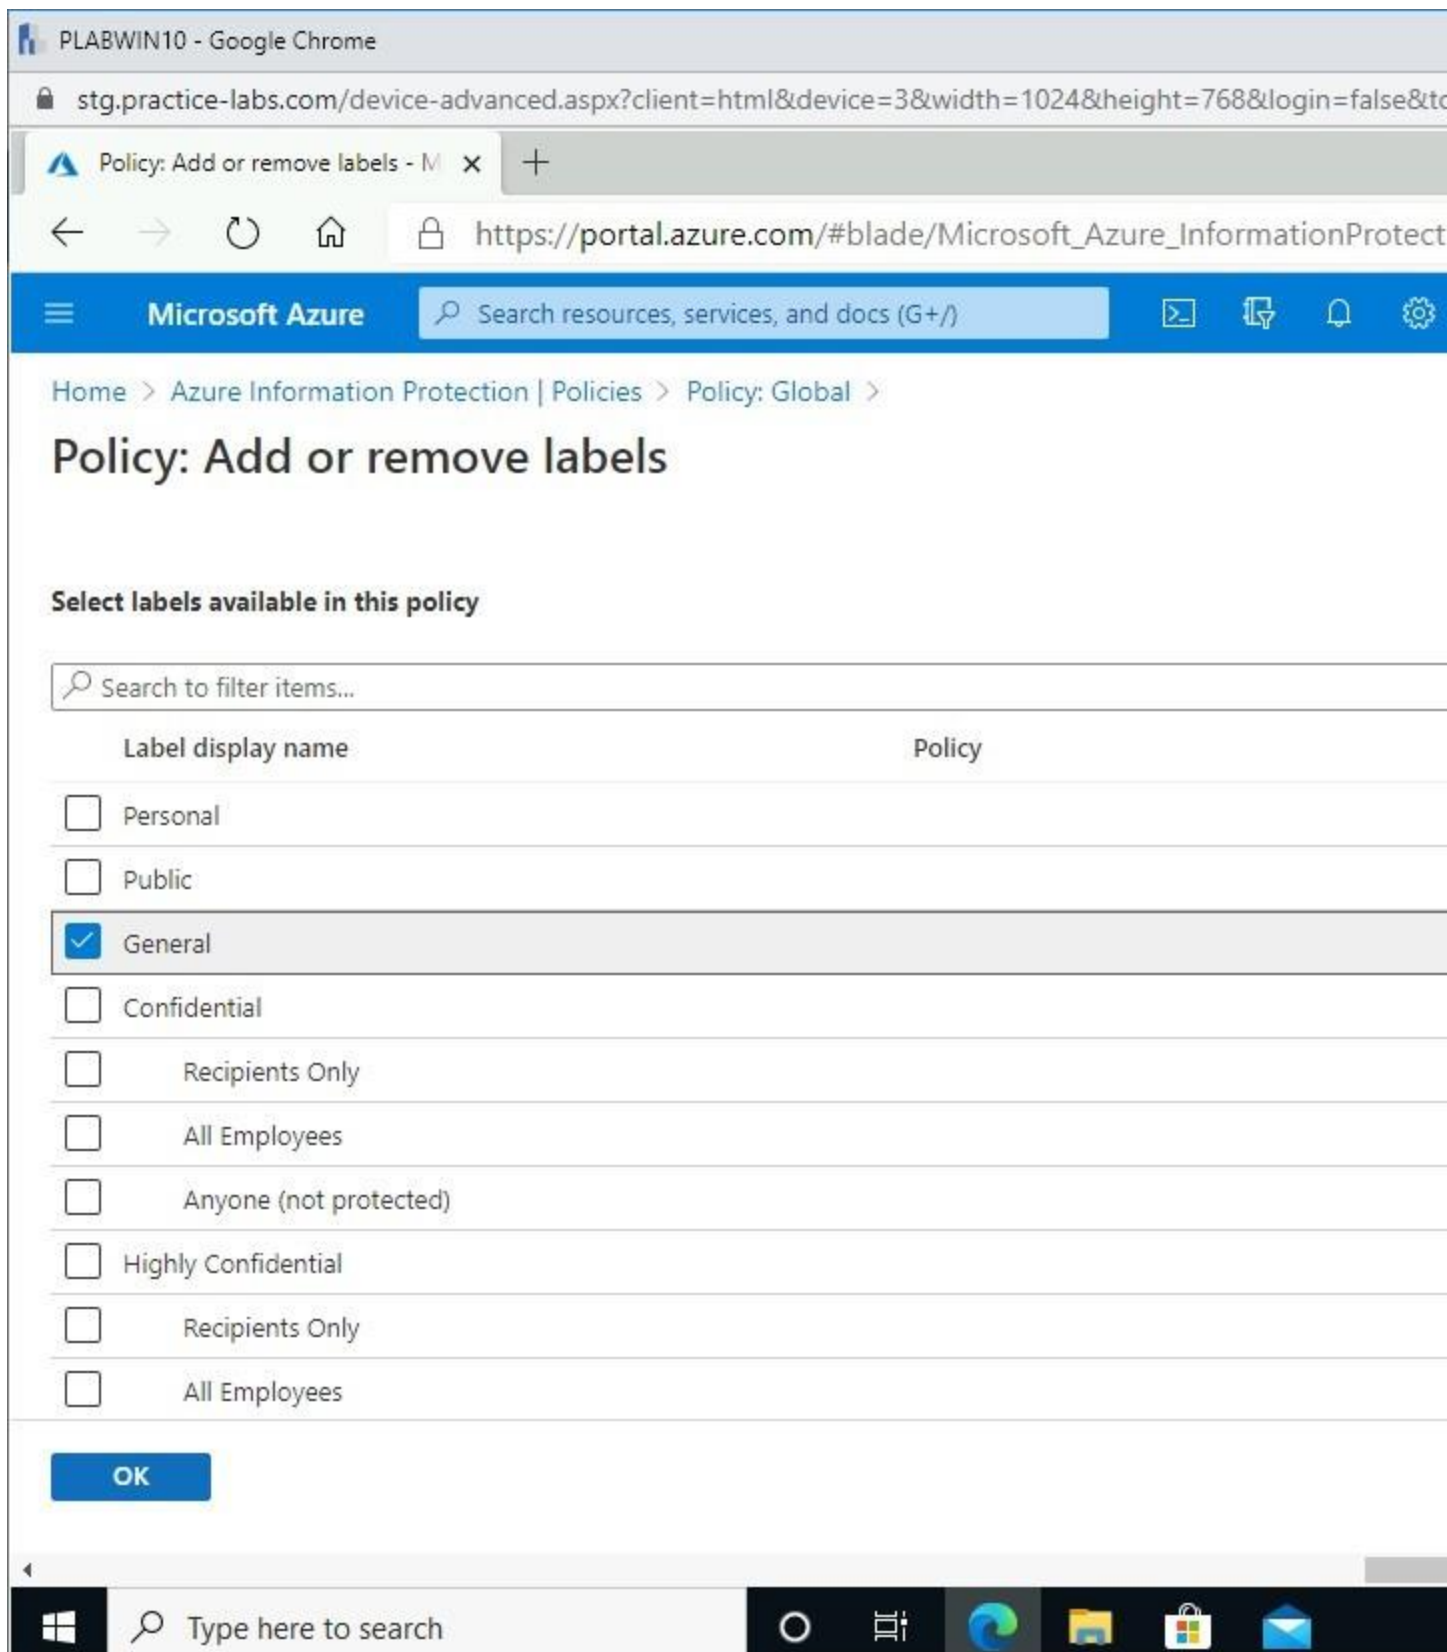 PLABWIN10 - Google Chrome
stg.practice-labs.com/device-advanced.aspx?client=html&device=3&width=1024&height=768&login=false&to
Policy: Add or remove labels - M
https://portal.azure.com/#blade/Microsoft_Azure_InformationProtect
Microsoft Azure
Search resources, services, and docs (G+/)
Home > Azure Information Protection | Policies > Policy: Global >
Policy: Add or remove labels
Select labels available in this policy
Search to filter items...
Label display name Policy
Personal
Public
General
Confidential
Recipients Only
All Employees
Anyone (not protected)
Highly Confidential
Recipients Only
All Employees
OK
Type here to search